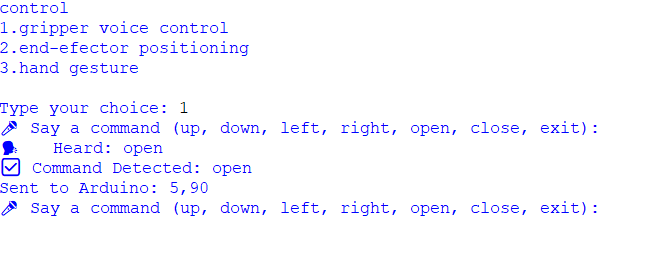 control
1.gripper voice control
2.end-efector positioning
3.hand gesture
Type your choice: 1
🎤 Say a command (up, down, left, right, open, close, exit):
🗣 Heard: open
☑ Command Detected: open
Sent to Arduino: 5,90
🎤 Say a command (up, down, left, right, open, close, exit):